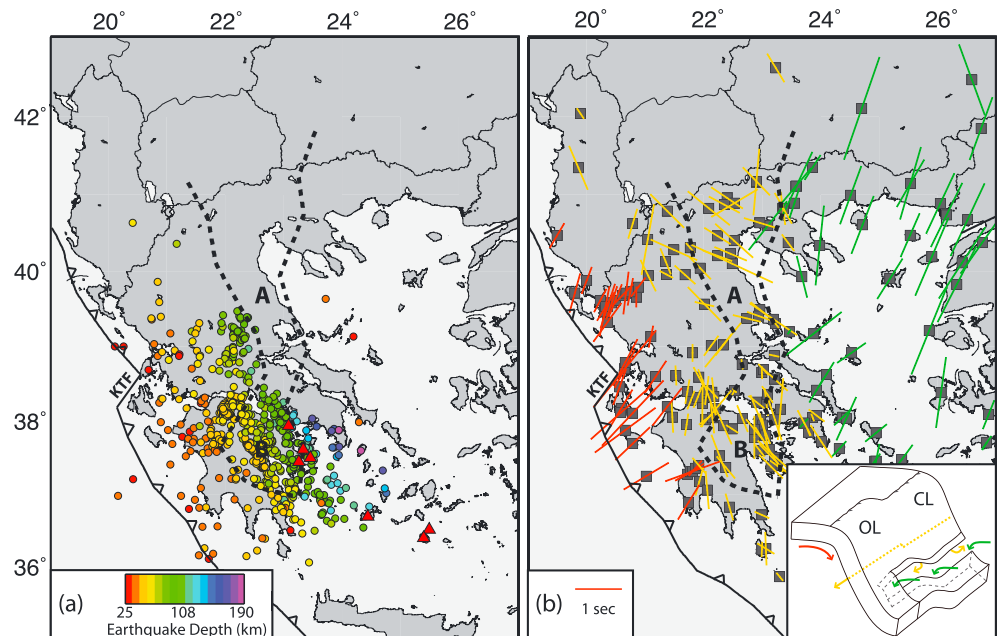 20° 22° 24° 26°
20° 22° 24° 26°
42°
40°
38°
36°
A
B
KTF
(a)
25 108 190
Earthquake Depth (km)
A
B
KTF
(b)
1 sec
CL
OL